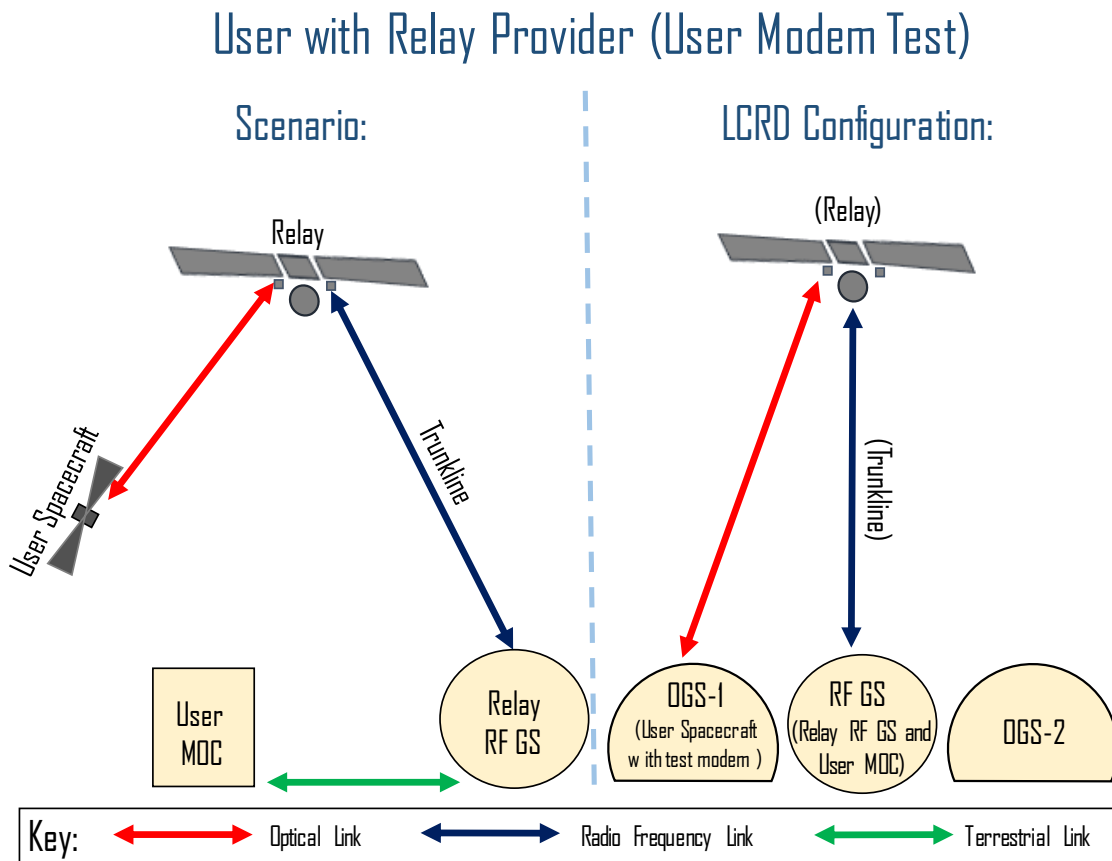 User with Relay Provider (User Modem Test)
Scenario:
Relay
User Spacecraft
Trunkline
User
MOC
Relay
RF GS
LCRD Configuration:
(Relay)
(Trunkline)
OGS-1
(User Spacecraft
with test modem )
RF GS
(Relay RF GS and
User MOC)
OGS-2
Key:
Optical Link
Radio Frequency Link
Terrestrial Link